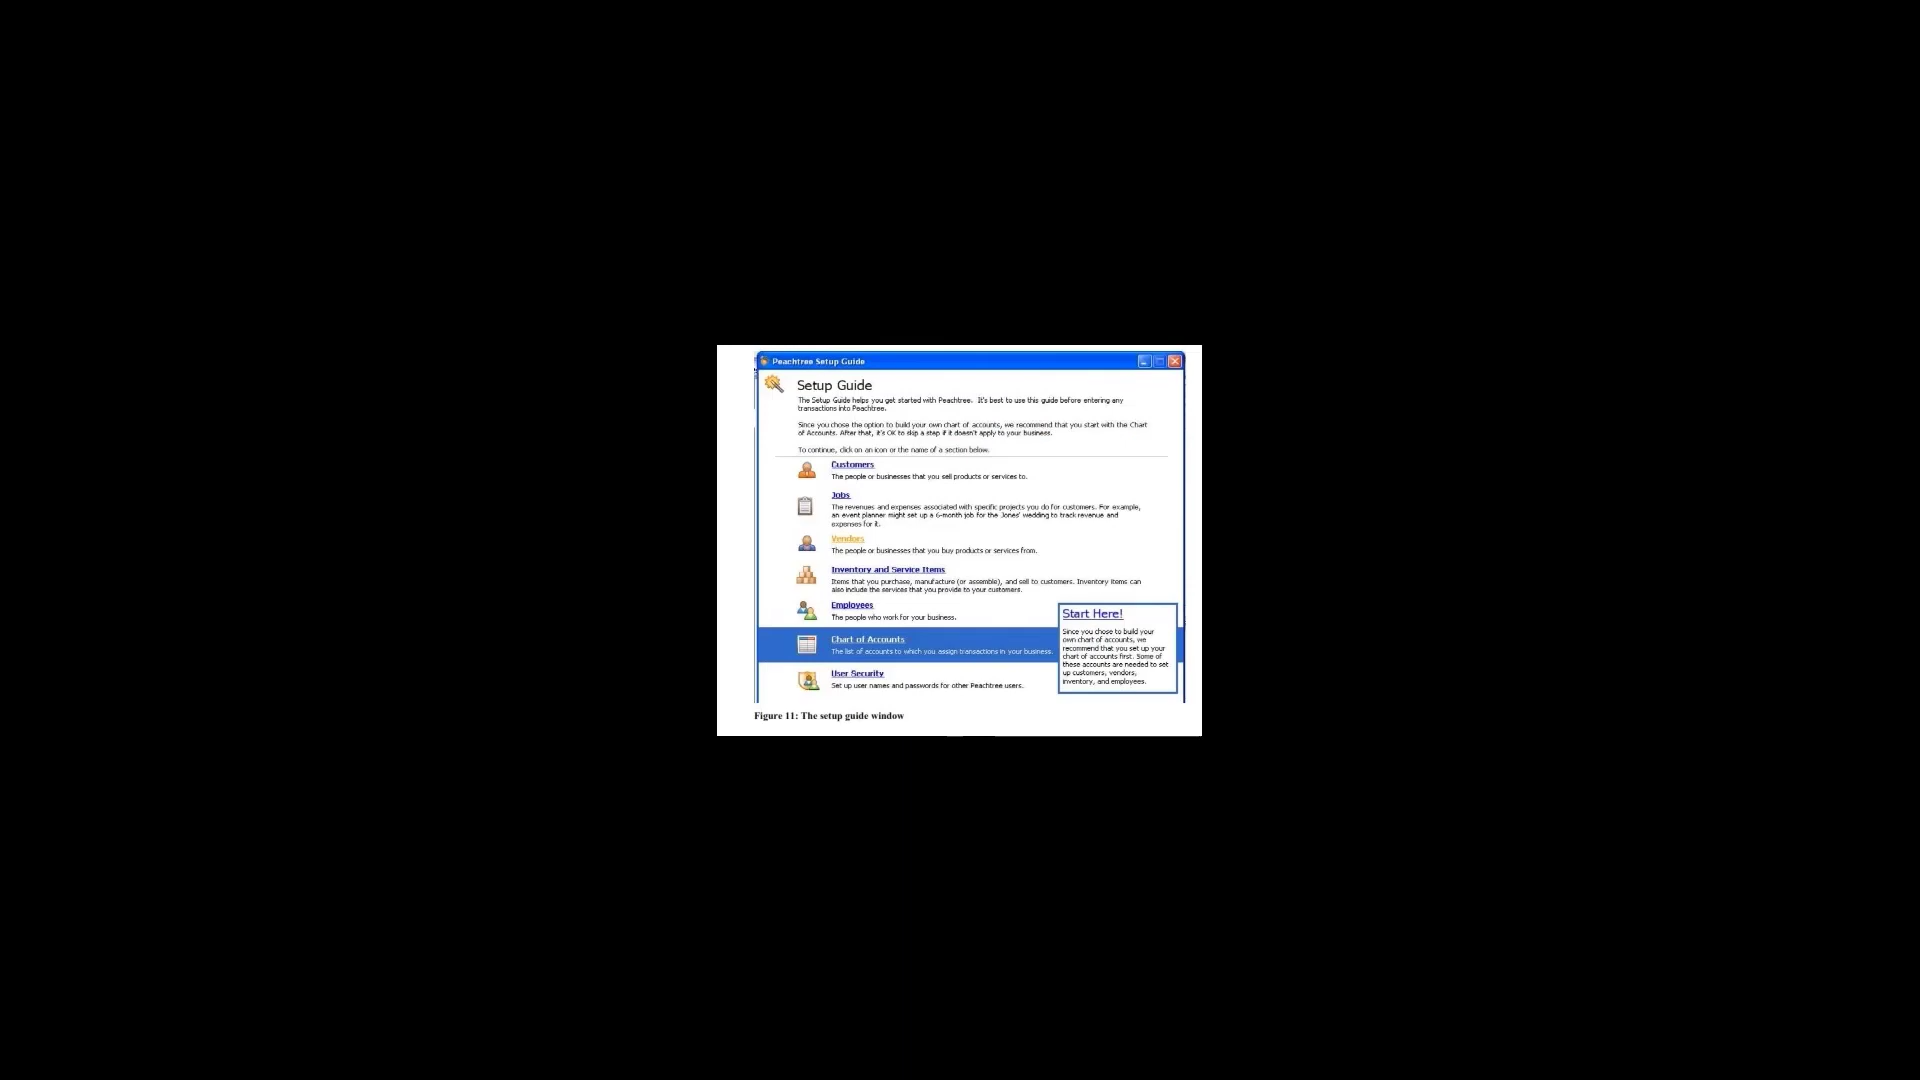 Peachtree Setup Guide
Setup Guide
The Setup Guide helps you get started with Peachtree. It's best to use this guide before entering any
transactions into Peachtree.
Since you chose the option to build your own chart of accounts, we recommend that you start with the Chart
of Accounts. After that, it's OK to skip a step if it doesn't apply to your business.
To continue, click on an icon or the name of a section below.
Customers
The people or businesses that you sell products or services to.
Jobs
The revenues and expenses associated with specific projects you do for customers. For example,
an event planner might set up a 6-month job for the Jones' wedding to track revenue and
expenses for it.
Vendors
The people or businesses that you buy products or services from.
Inventory and Service Items
Items that you purchase, manufacture (or assemble), and sell to customers. Inventory items can
also include the services that you provide to your customers.
Employees
The people who work for your business.
Chart of Accounts
The list of accounts to which you assign transactions in your business.
User Security
Set up user names and passwords for other Peachtree users.
Start Here!
Since you chose to build your
own chart of accounts, we
recommend that you set up your
chart of accounts first. Some of
these accounts are needed to set
up customers, vendors,
inventory, and employees.
Figure 11: The setup guide window